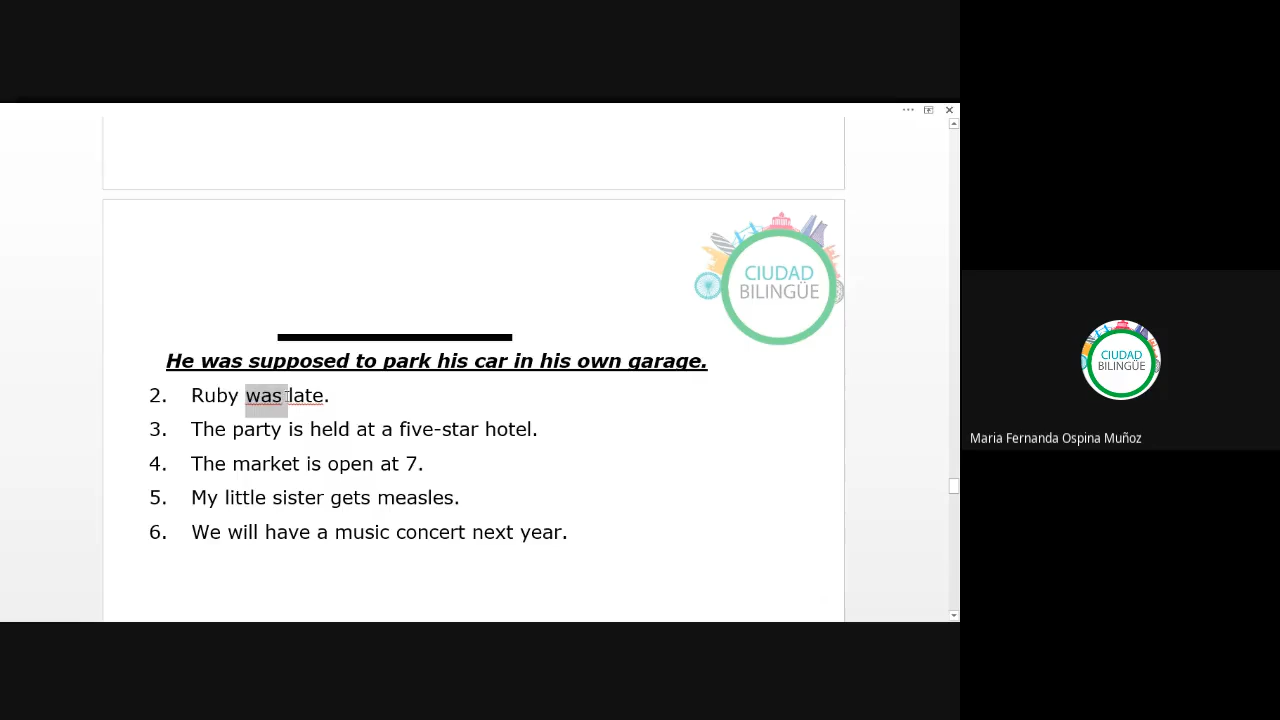 CIUDAD
BILINGÜE
He was supposed to park his car in his own garage.
2. Ruby was late.
3. The party is held at a five-star hotel.
4. The market is open at 7.
5. My little sister gets measles.
6. We will have a music concert next year.
CIUDAD
BILINGÜE
Maria Fernanda Ospina Muñoz